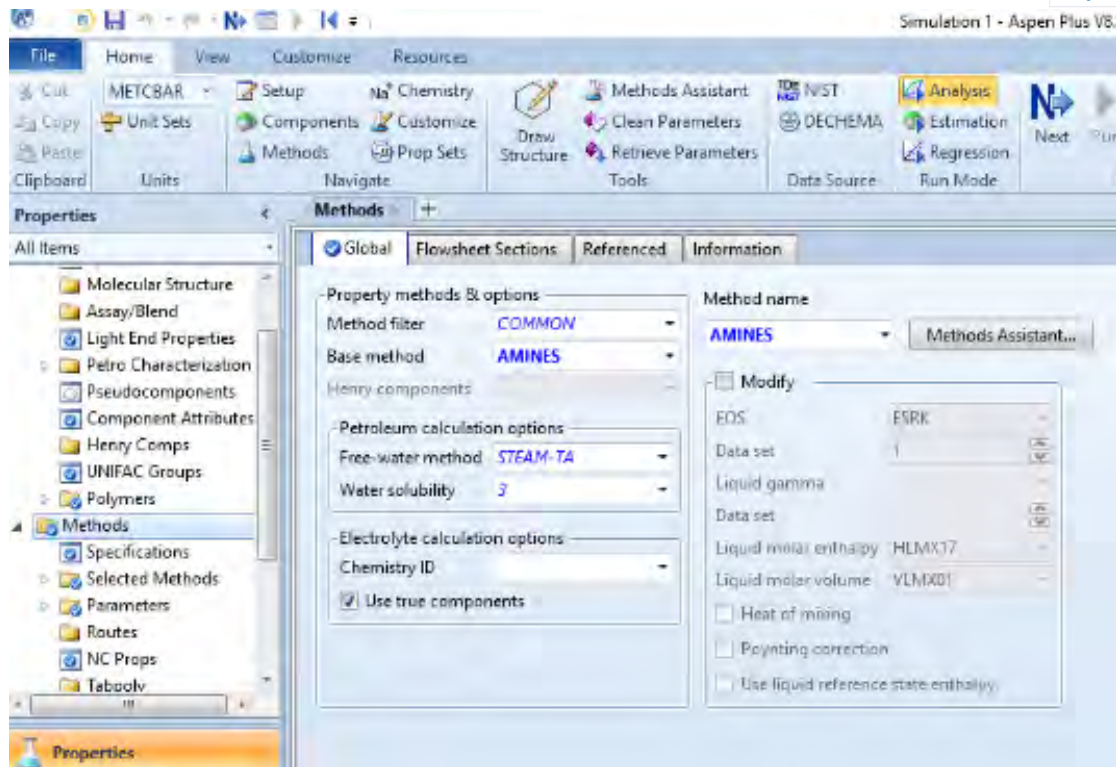 Simulation 1 - Aspen Plus V8.
File Home View Customize Resources
Cut METCBAR Setup Na+ Chemistry Methods Assistant NIST Analysis
Copy Unit Sets Components Customize Draw Structure Clean Parameters DECHEMA Estimation Next
Paste Methods Prop Sets Retrieve Parameters Regression
Clipboard Units Navigate Tools Data Source Run Mode
Properties
All Items
Molecular Structure
Assay/Blend
Light End Properties
Petro Characterization
Pseudocomponents
Component Attributes
Henry Comps
UNIFAC Groups
Polymers
Methods
Specifications
Selected Methods
Parameters
Routes
NC Props
Tabpoly
Properties
Methods +
Global Flowsheet Sections Referenced Information
Property methods & options
Method filter COMMON
Base method AMINES
Henry components
Petroleum calculation options
Free-water method STEAM-TA
Water solubility 3
Electrolyte calculation options
Chemistry ID
Use true components
Method name
AMINES Methods Assistant...
Modify
EOS ESRK
Data set 1
Liquid gamma
Data set
Liquid molar enthalpy HLMX17
Liquid molar volume VLMX01
Heat of mixing
Poynting correction
Use liquid reference state enthalpy